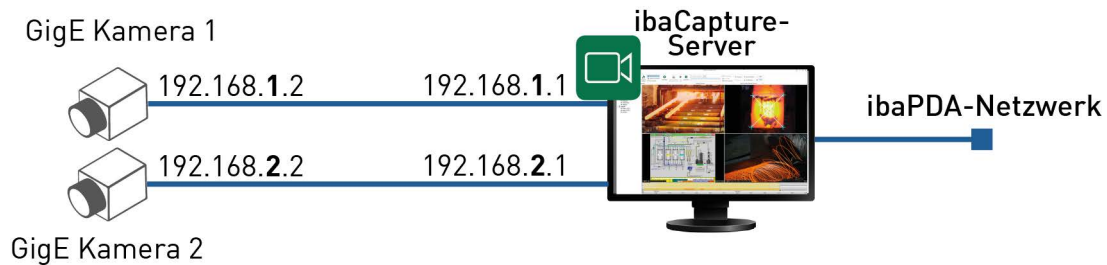 GigE Kamera 1
ibaCapture-
Server
192.168.1.2
192.168.1.1
ibaPDA-Netzwerk
192.168.2.2
192.168.2.1
GigE Kamera 2